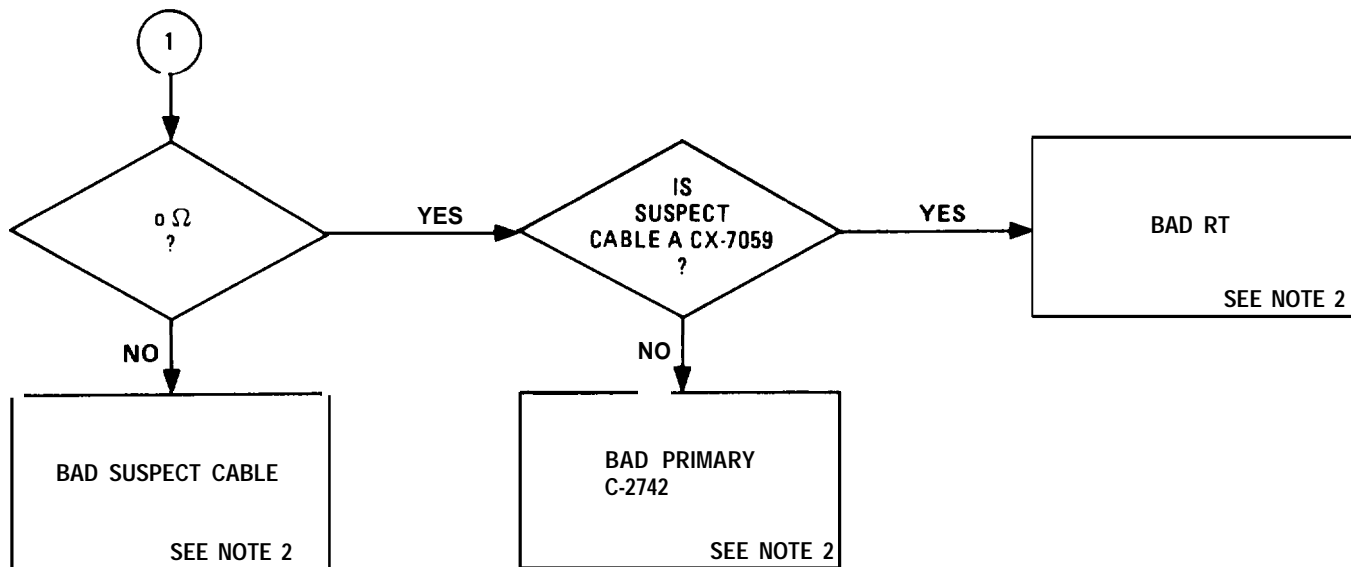 1
0 Ω
?
YES
IS
SUSPECT
CABLE A CX-7059
?
YES
BAD RT
SEE NOTE 2
NO
NO
BAD SUSPECT CABLE
SEE NOTE 2
BAD PRIMARY
C-2742
SEE NOTE 2